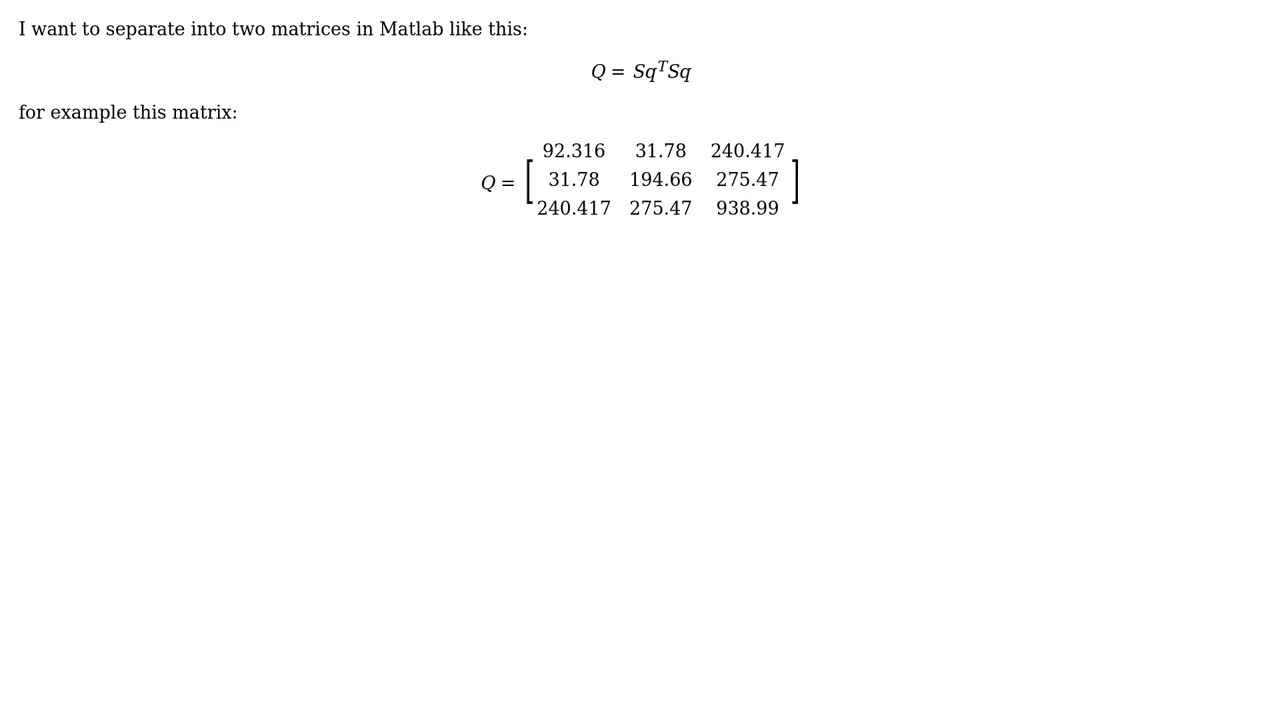 I want to separate into two matrices in Matlab like this:
Q = Sq^T Sq
for example this matrix:
92.316 31.78 240.417
Q = [ 31.78 194.66 275.47 ]
240.417 275.47 938.99